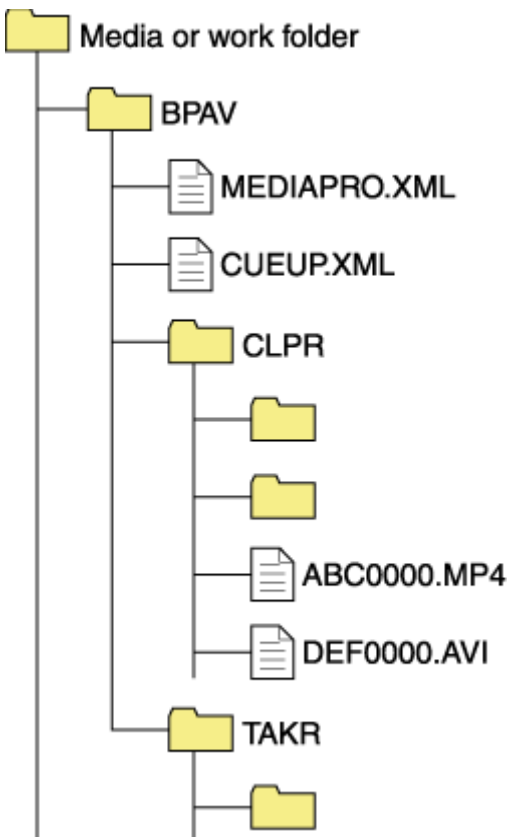 Media or work folder
BPAV
MEDIAPRO.XML
CUEUP.XML
CLPR
ABC0000.MP4
DEF0000.AVI
TAKR